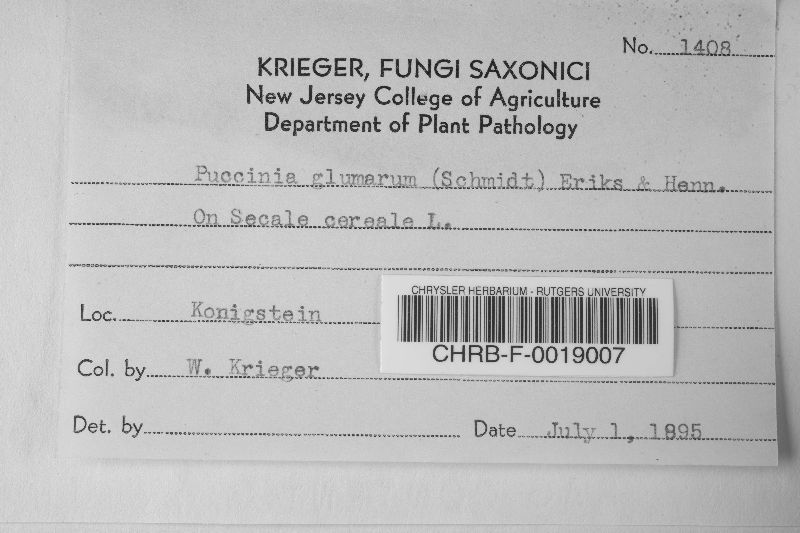 No. 1408
KRIEGER, FUNGI SAXONICI
New Jersey College of Agriculture
Department of Plant Pathology
Puccinia glumarum (Schmidt) Eriks & Henn.
On Secale cereale L.
CHRYSLER HERBARIUM - RUTGERS UNIVERSITY
Loc. Konigstein
CHRB-F-0019007
Col. by W. Krieger
Det. by Date July 1, 1895